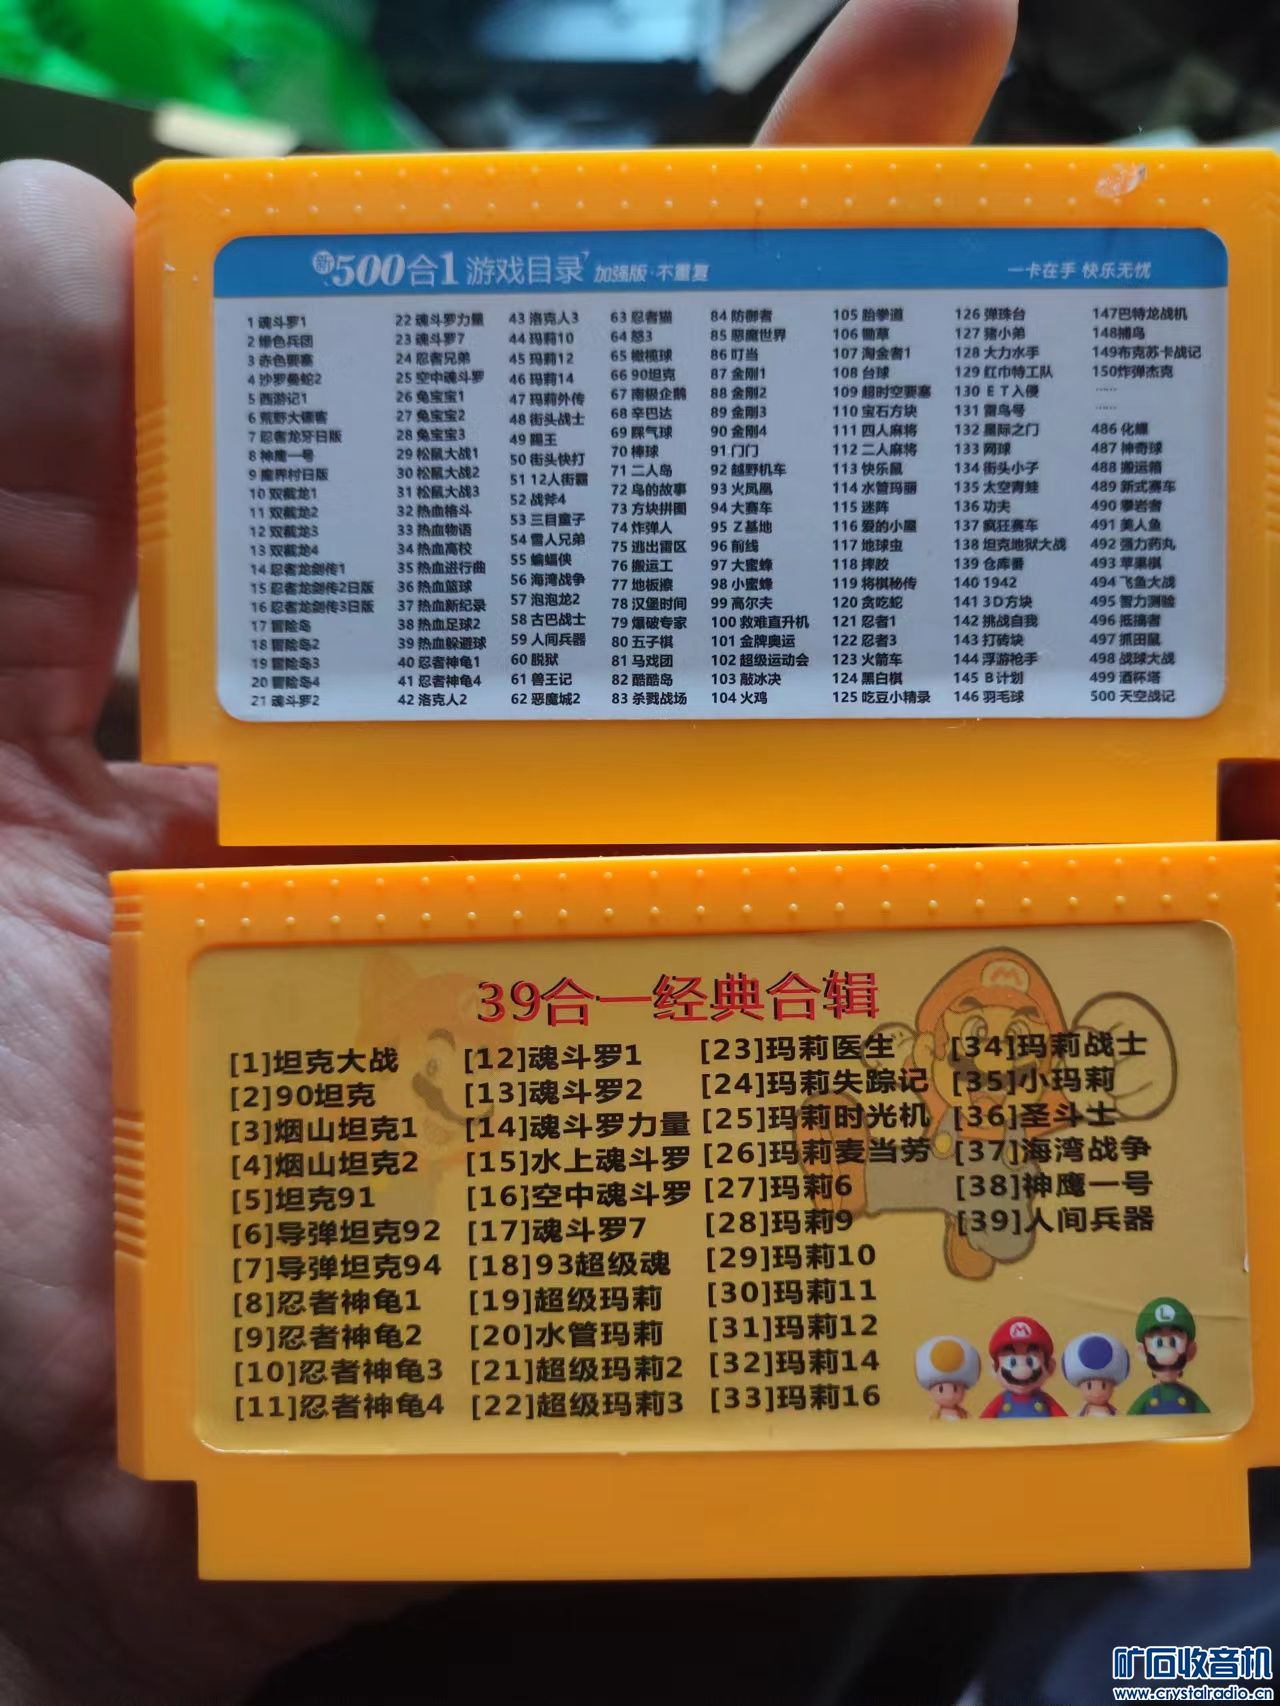 新500合1游戏目录 加强版·不重复 一卡在手 快乐无忧
1 魂斗罗1
2 绿色兵团
3 赤色要塞
4 沙罗曼蛇2
5 西游记1
6 荒野大镖客
7 忍者龙牙日版
8 神鹰一号
9 魔界村日版
10 双截龙1
11 双截龙2
12 双截龙3
13 双截龙4
14 忍者龙剑传1
15 忍者龙剑传2日版
16 忍者龙剑传3日版
17 冒险岛
18 冒险岛2
19 冒险岛3
20 冒险岛4
21 魂斗罗2
22 魂斗罗力量
23 魂斗罗7
24 忍者兄弟
25 空中魂斗罗
26 兔宝宝1
27 兔宝宝2
28 兔宝宝3
29 松鼠大战1
30 松鼠大战2
31 松鼠大战3
32 热血格斗
33 热血物语
34 热血高校
35 热血进行曲
36 热血篮球
37 热血新纪录
38 热血足球2
39 热血躲避球
40 忍者神龟1
41 忍者神龟4
42 洛克人2
43 洛克人3
44 玛莉10
45 玛莉12
46 玛莉14
47 玛莉外传
48 街头战士
49 踢王
50 街头快打
51 12人街霸
52 战斧4
53 三目童子
54 雪人兄弟
55 蝙蝠侠
56 海湾战争
57 泡泡龙2
58 古巴战士
59 人间兵器
60 脱狱
61 兽王记
62 恶魔城2
63 忍者猫
64 怒3
65 橄榄球
66 90坦克
67 南极企鹅
68 辛巴达
69 踩气球
70 棒球
71 二人岛
72 鸟的故事
73 方块拼图
74 炸弹人
75 逃出雷区
76 搬运工
77 地板擦
78 汉堡时间
79 爆破专家
80 五子棋
81 马戏团
82 酷酷岛
83 杀戮战场
84 防御者
85 恶魔世界
86 叮当
87 金刚1
88 金刚2
89 金刚3
90 金刚4
91 门门
92 越野机车
93 火凤凰
94 大赛车
95 Z基地
96 前线
97 大蜜蜂
98 小蜜蜂
99 高尔夫
100 救难直升机
101 金牌奥运
102 超级运动会
103 敲冰决
104 火鸡
105 跆拳道
106 锄草
107 淘金者1
108 台球
109 超时空要塞
110 宝石方块
111 四人麻将
112 二人麻将
113 快乐鼠
114 水管玛丽
115 迷阵
116 爱的小屋
117 地球虫
118 摔跤
119 将棋秘传
120 贪吃蛇
121 忍者1
122 忍者3
123 火箭车
124 黑白棋
125 吃豆小精录
126 弹珠台
127 猪小弟
128 大力水手
129 红巾特工队
130 ET入侵
131 雷鸟号
132 星际之门
133 网球
134 街头小子
135 太空青蛙
136 功夫
137 疯狂赛车
138 坦克地狱大战
139 仓库番
140 1942
141 3D方块
142 挑战自我
143 打砖块
144 浮游枪手
145 B计划
146 羽毛球
147巴特龙战机
148捕鸟
149布克苏卡战记
150炸弹杰克
……
……
486 化蝶
487 神奇球
488 搬运箱
489 新式赛车
490 攀岩者
491 美人鱼
492 强力药丸
493 苹果棋
494 飞鱼大战
495 智力测验
496 抵搞者
497 抓田鼠
498 战球大战
499 酒杯塔
500 天空战记
39合一经典合辑
[1]坦克大战
[2]90坦克
[3]烟山坦克1
[4]烟山坦克2
[5]坦克91
[6]导弹坦克92
[7]导弹坦克94
[8]忍者神龟1
[9]忍者神龟2
[10]忍者神龟3
[11]忍者神龟4
[12]魂斗罗1
[13]魂斗罗2
[14]魂斗罗力量
[15]水上魂斗罗
[16]空中魂斗罗
[17]魂斗罗7
[18]93超级魂
[19]超级玛莉
[20]水管玛莉
[21]超级玛莉2
[22]超级玛莉3
[23]玛莉医生
[24]玛莉失踪记
[25]玛莉时光机
[26]玛莉麦当劳
[27]玛莉6
[28]玛莉9
[29]玛莉10
[30]玛莉11
[31]玛莉12
[32]玛莉14
[33]玛莉16
[34]玛莉战士
[35]小玛莉
[36]圣斗士
[37]海湾战争
[38]神鹰一号
[39]人间兵器
M
M
L
矿石收音机
www.crystalradio.cn